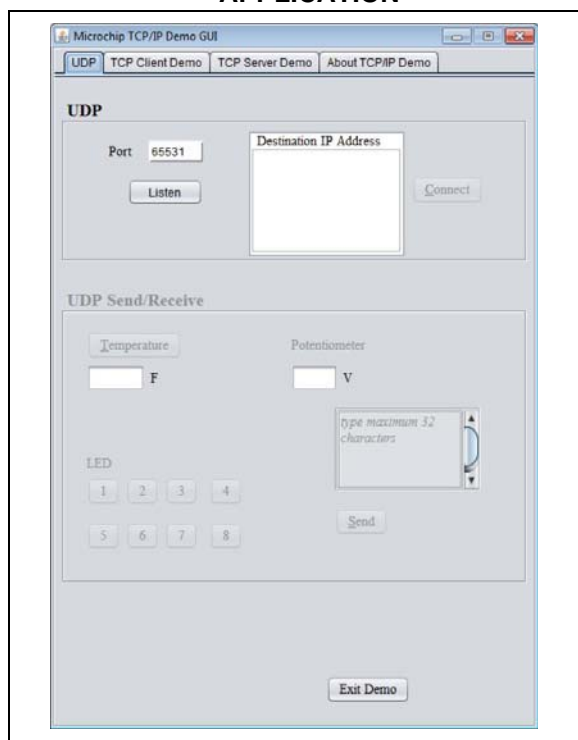 APPLICATION
Microchip TCP/IP Demo GUI
UDP TCP Client Demo TCP Server Demo About TCP/IP Demo
UDP
Port 65531
Destination IP Address
Listen
Connect
UDP Send/Receive
Temperature
Potentiometer
F
V
type maximum 32
characters
LED
1 2 3 4
Send
5 6 7 8
Exit Demo